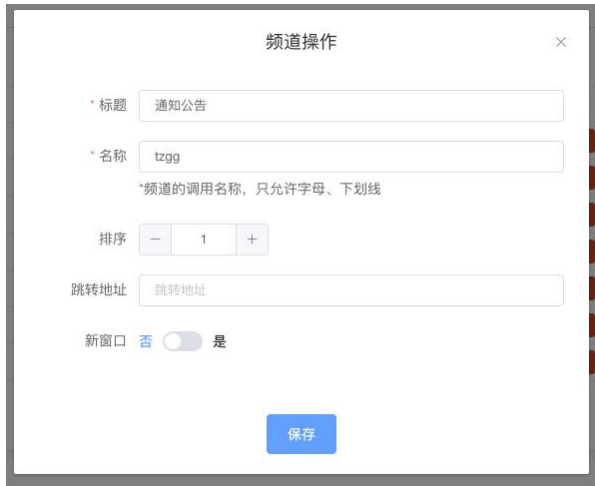 频道操作
* 标题 通知公告
* 名称 tzgg
*频道的调用名称，只允许字母、下划线
排序 － 1 +
跳转地址 跳转地址
新窗口 否 是
保存